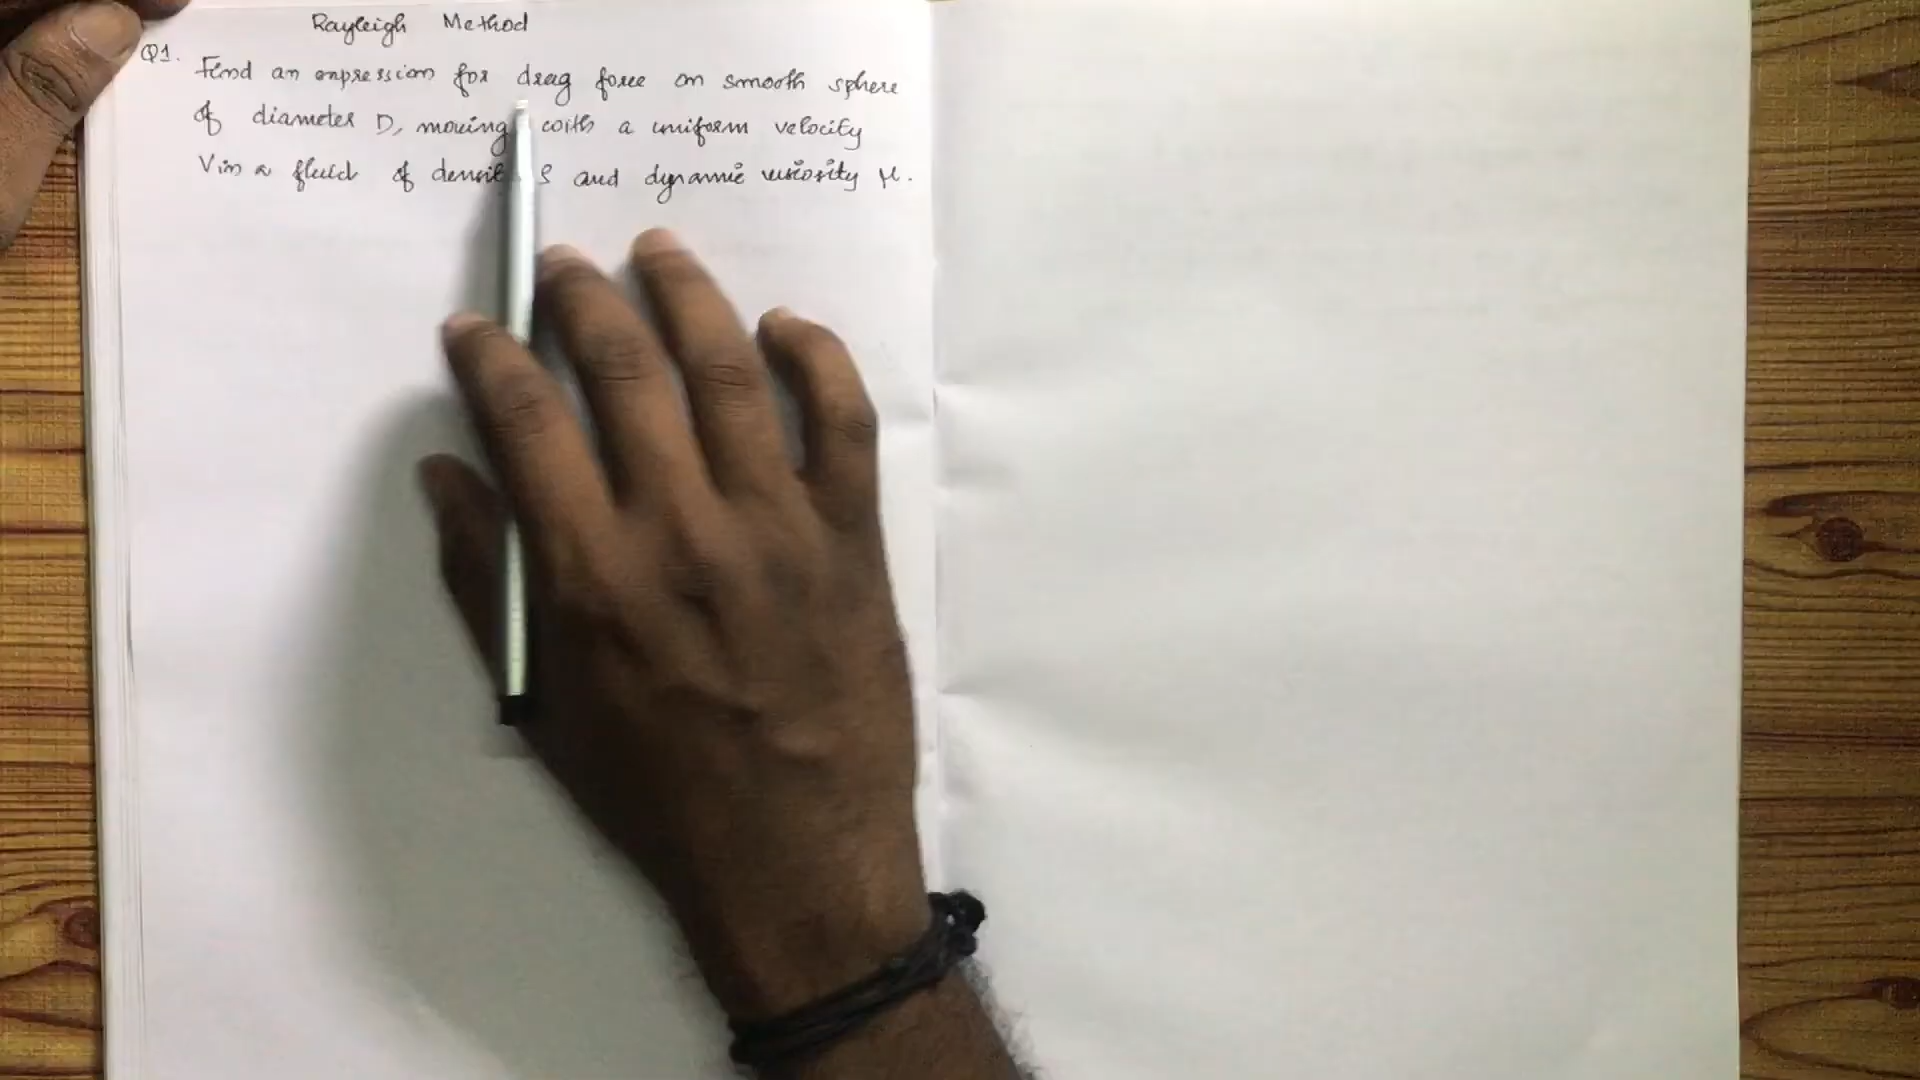 Rayleigh Method
Q1. Find an expression for drag force on smooth sphere
of diameter D, moving with a uniform velocity
V in a fluid of densit ρ and dynamic viscosity μ.